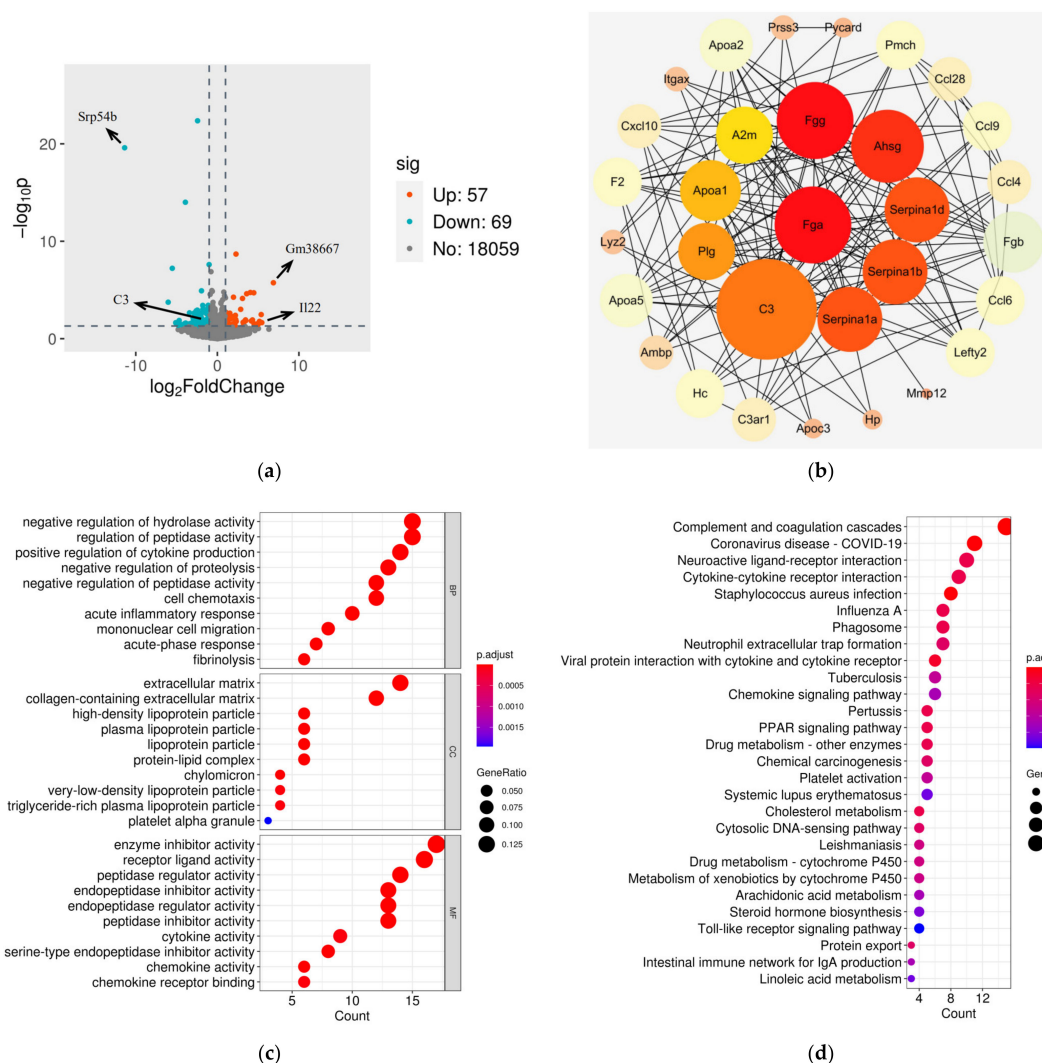 Srp54b
Gm38667
C3
Il22
20
10
0
-10
0
10
−log10p
log2FoldChange
sig
Up: 57
Down: 69
No: 18059
(a)
Prss3
Pycard
Apoa2
Pmch
Itgax
Ccl28
Fgg
Cxcl10
A2m
Ahsg
Ccl9
F2
Apoa1
Ccl4
Serpina1d
Fga
Lyz2
Plg
Fgb
Serpina1b
Apoa5
C3
Ccl6
Serpina1a
Ambp
Lefty2
Hc
Mmp12
C3ar1
Apoc3
Hp
(b)
negative regulation of hydrolase activity
regulation of peptidase activity
positive regulation of cytokine production
negative regulation of proteolysis
negative regulation of peptidase activity
cell chemotaxis
acute inflammatory response
mononuclear cell migration
acute-phase response
fibrinolysis
BP
extracellular matrix
collagen-containing extracellular matrix
high-density lipoprotein particle
plasma lipoprotein particle
lipoprotein particle
protein-lipid complex
chylomicron
very-low-density lipoprotein particle
triglyceride-rich plasma lipoprotein particle
platelet alpha granule
CC
enzyme inhibitor activity
receptor ligand activity
peptidase regulator activity
endopeptidase inhibitor activity
endopeptidase regulator activity
peptidase inhibitor activity
cytokine activity
serine-type endopeptidase inhibitor activity
chemokine activity
chemokine receptor binding
MF
5
10
15
Count
p.adjust
0.0005
0.0010
0.0015
GeneRatio
0.050
0.075
0.100
0.125
(c)
Complement and coagulation cascades
Coronavirus disease - COVID-19
Neuroactive ligand-receptor interaction
Cytokine-cytokine receptor interaction
Staphylococcus aureus infection
Influenza A
Phagosome
Neutrophil extracellular trap formation
Viral protein interaction with cytokine and cytokine receptor
Tuberculosis
Chemokine signaling pathway
Pertussis
PPAR signaling pathway
Drug metabolism - other enzymes
Chemical carcinogenesis
Platelet activation
Systemic lupus erythematosus
Cholesterol metabolism
Cytosolic DNA-sensing pathway
Leishmaniasis
Drug metabolism - cytochrome P450
Metabolism of xenobiotics by cytochrome P450
Arachidonic acid metabolism
Steroid hormone biosynthesis
Toll-like receptor signaling pathway
Protein export
Intestinal immune network for IgA production
Linoleic acid metabolism
4
8
12
Count
p.ad
Gen
(d)